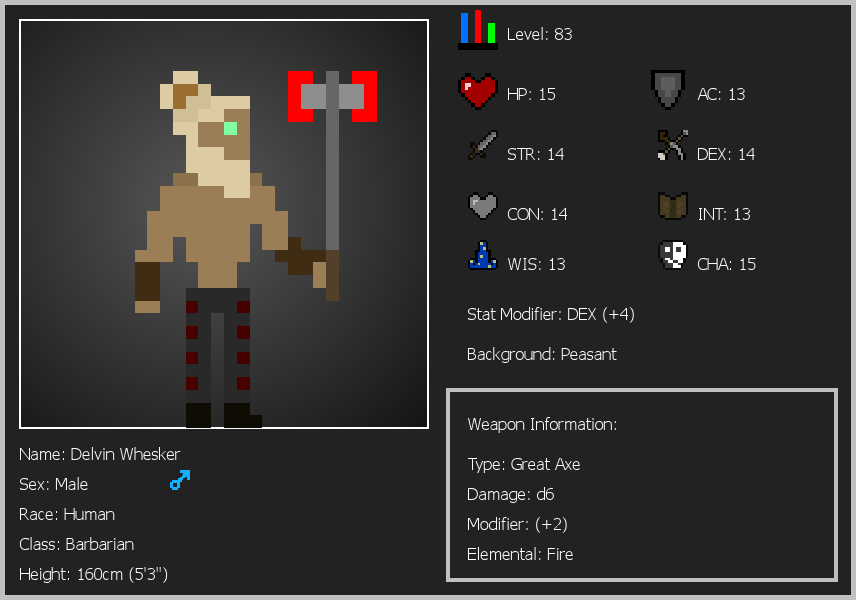 Level: 83
HP: 15
AC: 13
STR: 14
DEX: 14
CON: 14
INT: 13
WIS: 13
CHA: 15
Stat Modifier: DEX (+4)
Background: Peasant
Weapon Information:
Type: Great Axe
Damage: d6
Modifier: (+2)
Elemental: Fire
Name: Delvin Whesker
Sex: Male
Race: Human
Class: Barbarian
Height: 160cm (5'3")